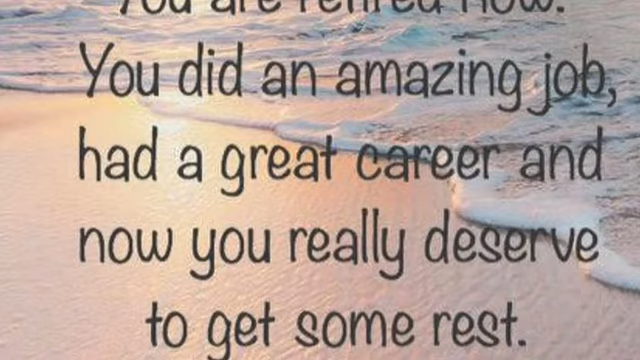 You are retired now.
You did an amazing job,
had a great career and
now you really deserve
to get some rest.